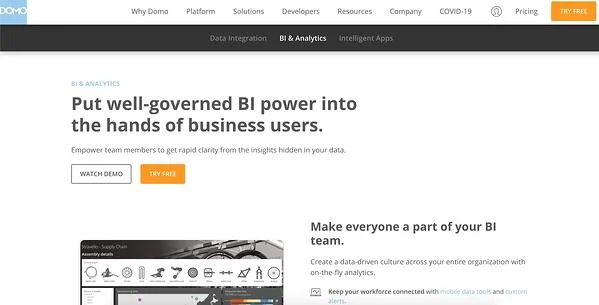 DOMO
Why Domo Platform Solutions Developers Resources Company COVID-19 Pricing TRY FREE
Data Integration BI & Analytics Intelligent Apps
BI & ANALYTICS
Put well-governed BI power into
the hands of business users.
Empower team members to get rapid clarity from the insights hidden in your data.
WATCH DEMO TRY FREE
Make everyone a part of your BI
team.
Create a data-driven culture across your entire organization with
on-the-fly analytics.
Keep your workforce connected with mobile data tools and custom
alerts.
Stravello - Supply Chain
Assembly details